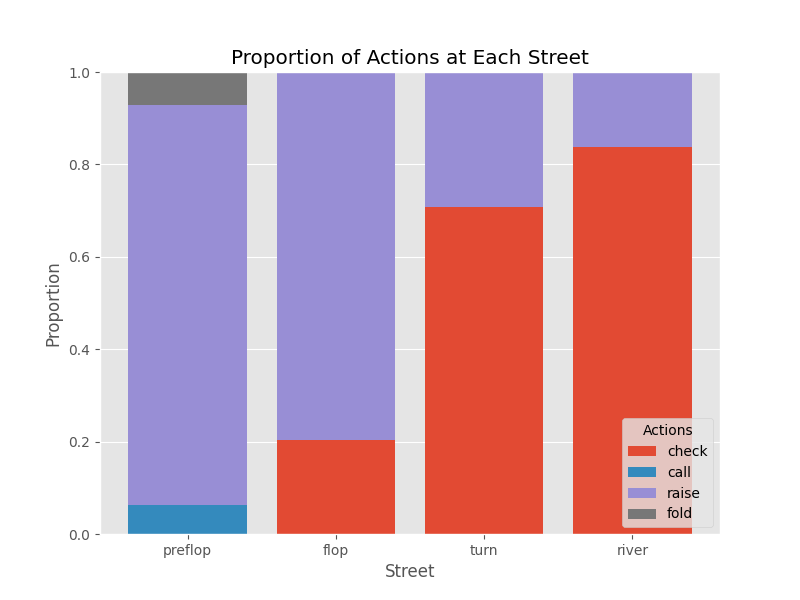 Proportion of Actions at Each Street
1.0
0.8
0.6
0.4
0.2
0.0
Proportion
preflop
flop
turn
river
Street
Actions
check
call
raise
fold